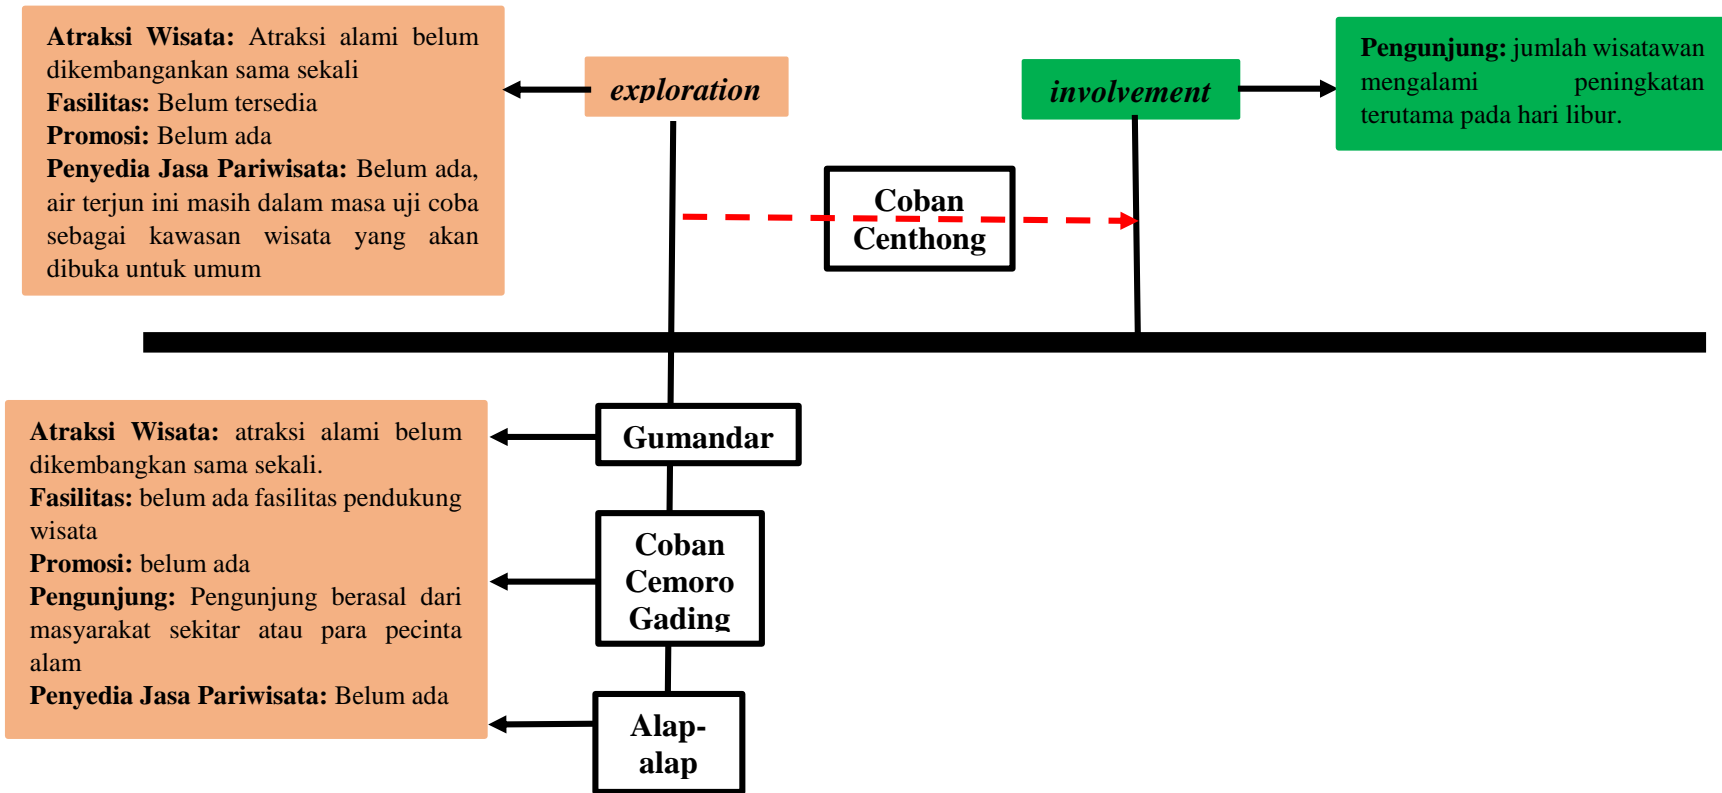 Atraksi Wisata: Atraksi alami belum
dikembangankan sama sekali
Fasilitas: Belum tersedia
Promosi: Belum ada
Penyedia Jasa Pariwisata: Belum ada,
air terjun ini masih dalam masa uji coba
sebagai kawasan wisata yang akan
dibuka untuk umum
exploration
involvement
Pengunjung: jumlah wisatawan
mengalami peningkatan
terutama pada hari libur.
Coban
Centhong
Atraksi Wisata: atraksi alami belum
dikembangkan sama sekali.
Fasilitas: belum ada fasilitas pendukung
wisata
Promosi: belum ada
Pengunjung: Pengunjung berasal dari
masyarakat sekitar atau para pecinta
alam
Penyedia Jasa Pariwisata: Belum ada
Gumandar
Coban
Cemoro
Gading
Alap-
alap